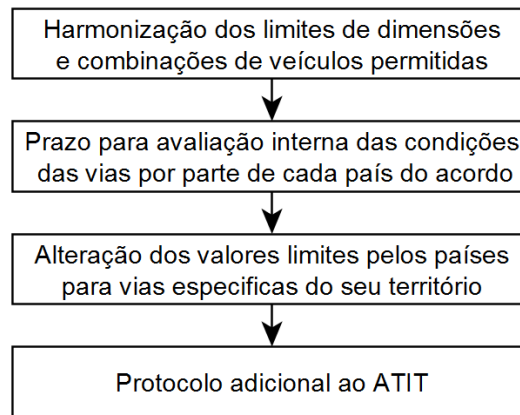 Harmonização dos limites de dimensões
e combinações de veículos permitidas
Prazo para avaliação interna das condições
das vias por parte de cada país do acordo
Alteração dos valores limites pelos países
para vias especificas do seu território
Protocolo adicional ao ATIT